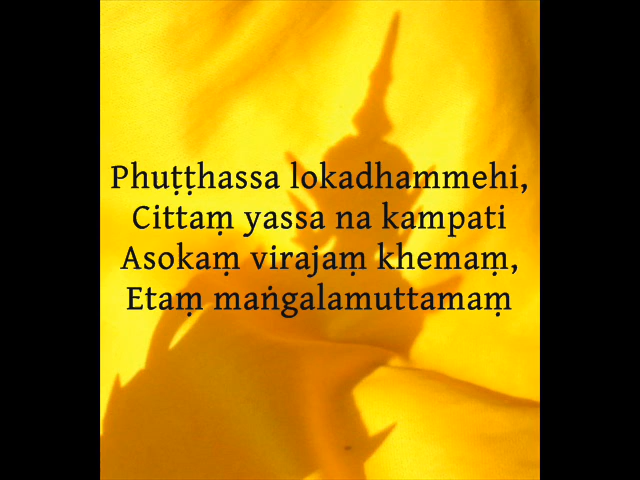 Phuṭṭhassa lokadhammehi,
Cittaṃ yassa na kampati
Asokaṃ virajaṃ khemaṃ,
Etaṃ maṅgalamuttamaṃ